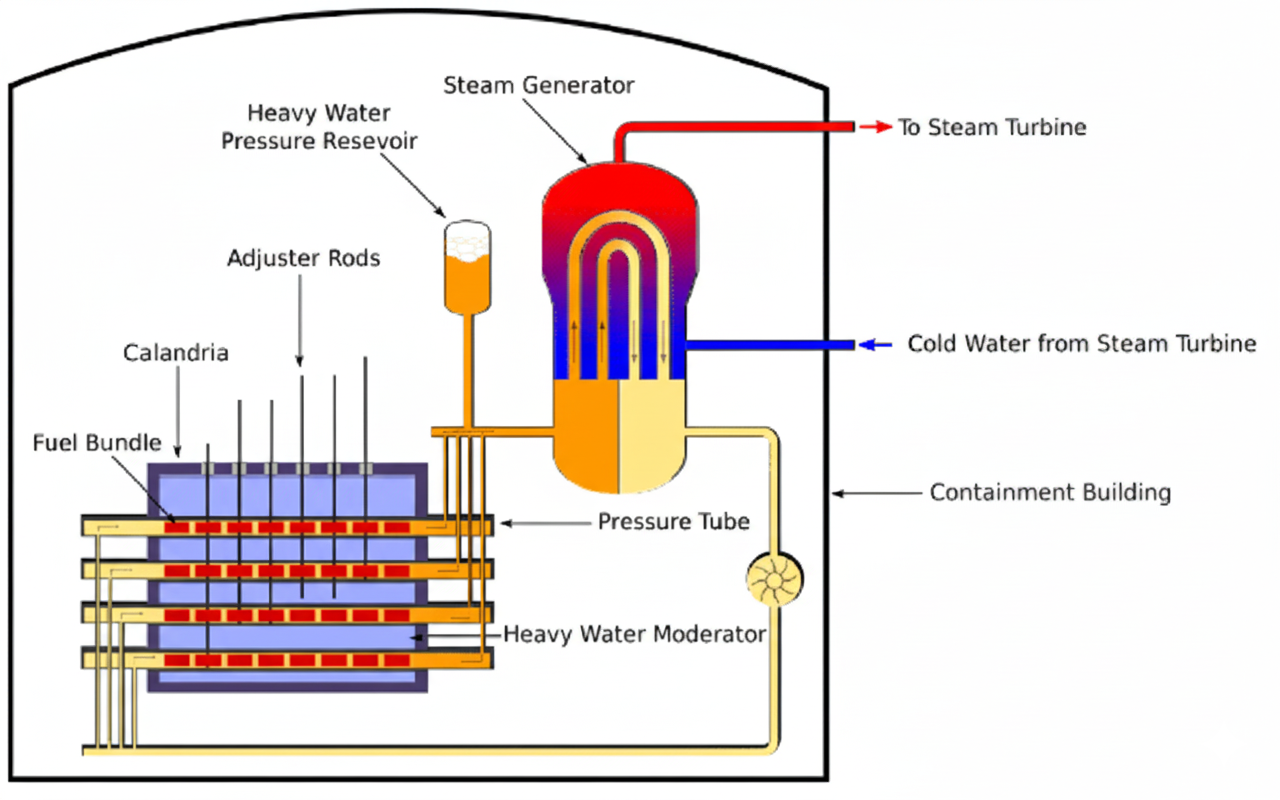 Steam Generator
Heavy Water
Pressure Resevoir
To Steam Turbine
Adjuster Rods
Cold Water from Steam Turbine
Calandria
Fuel Bundle
Containment Building
Pressure Tube
Heavy Water Moderator